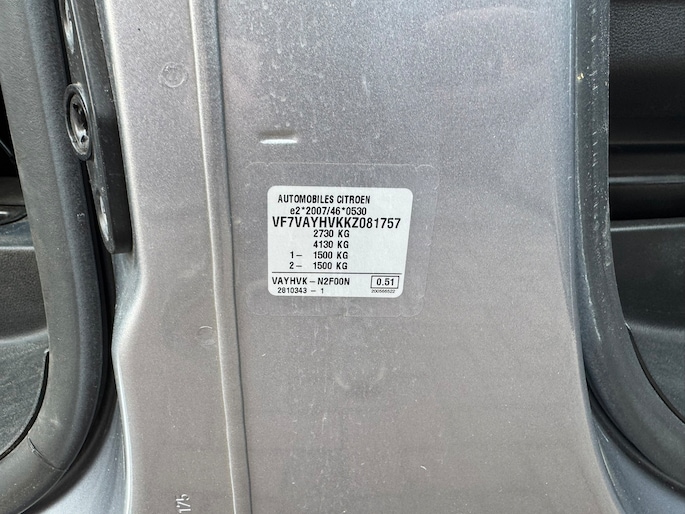 AUTOMOBILES CITROEN
e2*2007/46*0530
VF7VAYHVKKZ081757
2730 KG
4130 KG
1- 1500 KG
2- 1500 KG
VAYHVK-N2F00N 0.51
2810343 - 1
175